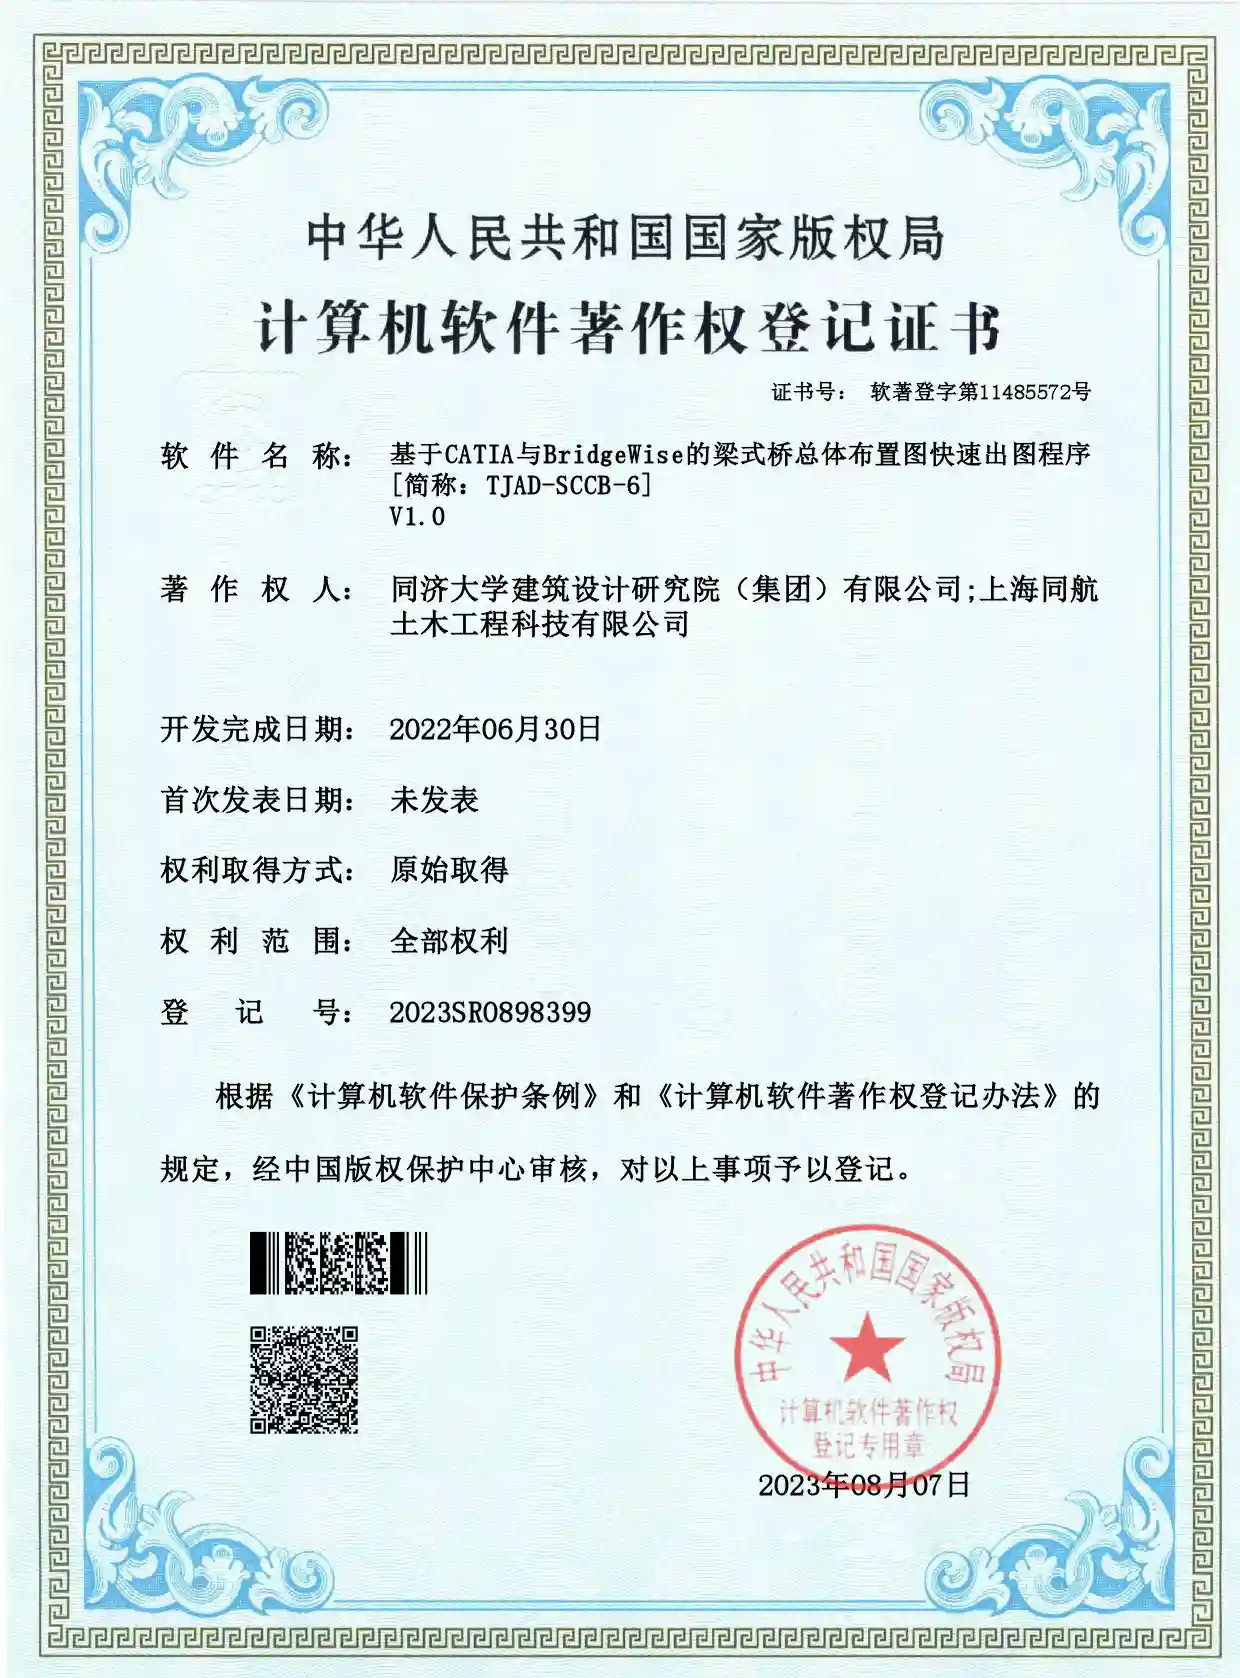 中华人民共和国国家版权局
计算机软件著作权登记证书
证书号： 软著登字第11485572号
软件名称： 基于CATIA与BridgeWise的梁式桥总体布置图快速出图程序
[简称：TJAD-SCCB-6]
V1.0
著作权人： 同济大学建筑设计研究院（集团）有限公司;上海同航
土木工程科技有限公司
开发完成日期： 2022年06月30日
首次发表日期： 未发表
权利取得方式： 原始取得
权利范围： 全部权利
登记号： 2023SR0898399
根据《计算机软件保护条例》和《计算机软件著作权登记办法》的
规定，经中国版权保护中心审核，对以上事项予以登记。
中华人民共和国国家版权局
计算机软件著作权
登记专用章
2023年08月07日